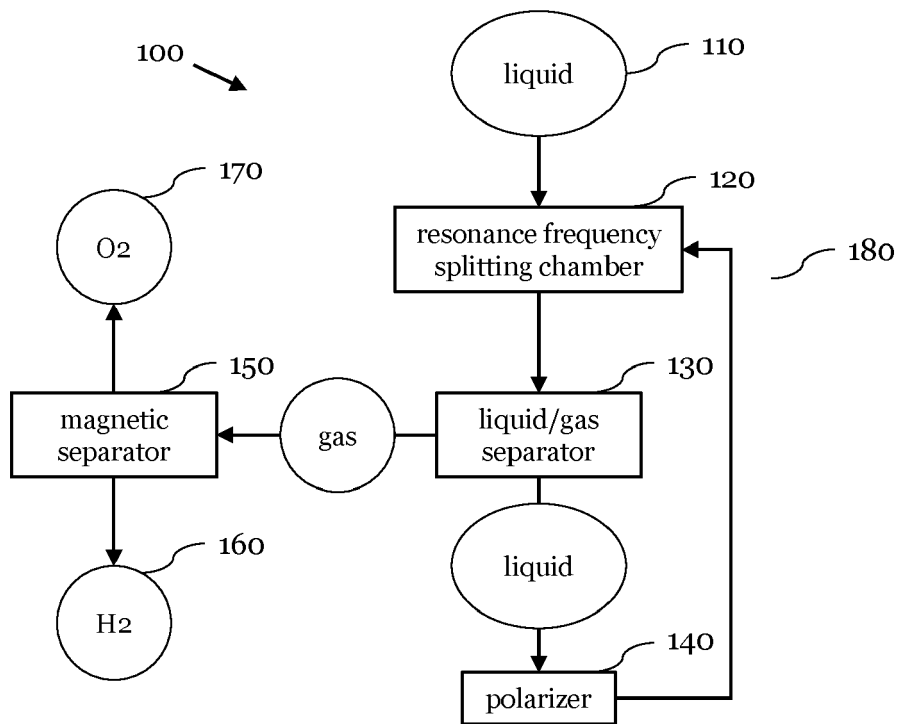 100
liquid
110
170
120
O2
resonance frequency
splitting chamber
180
150
130
magnetic
separator
gas
liquid/gas
separator
160
liquid
H2
140
polarizer